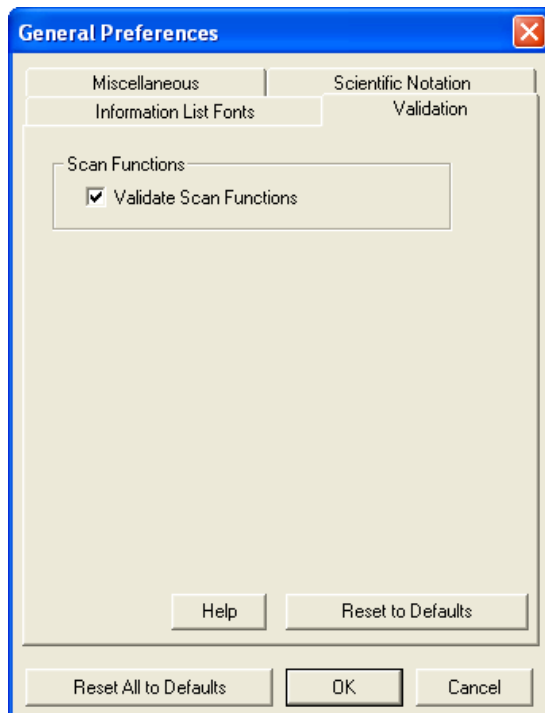 General Preferences
Miscellaneous
Scientific Notation
Information List Fonts
Validation
Scan Functions
Validate Scan Functions
Help
Reset to Defaults
Reset All to Defaults
OK
Cancel